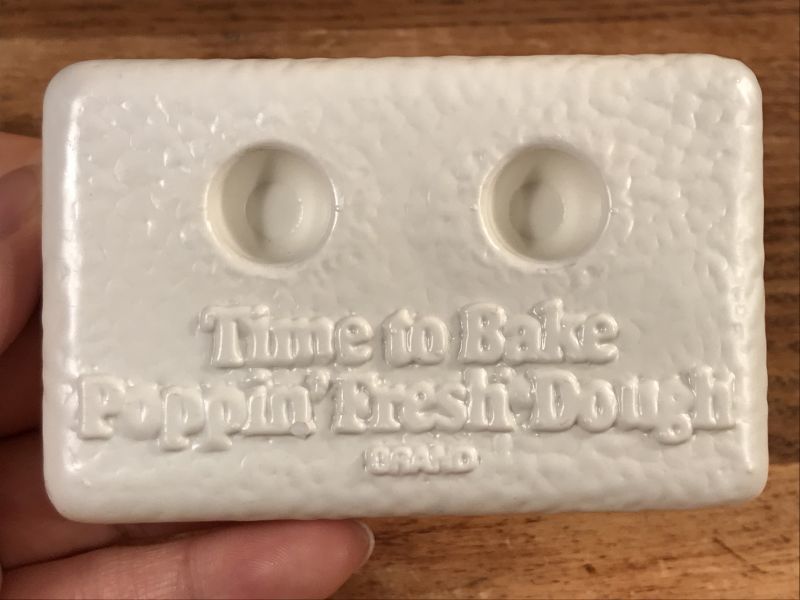 Time to Bake
Poppin' Fresh Dough
BRAND